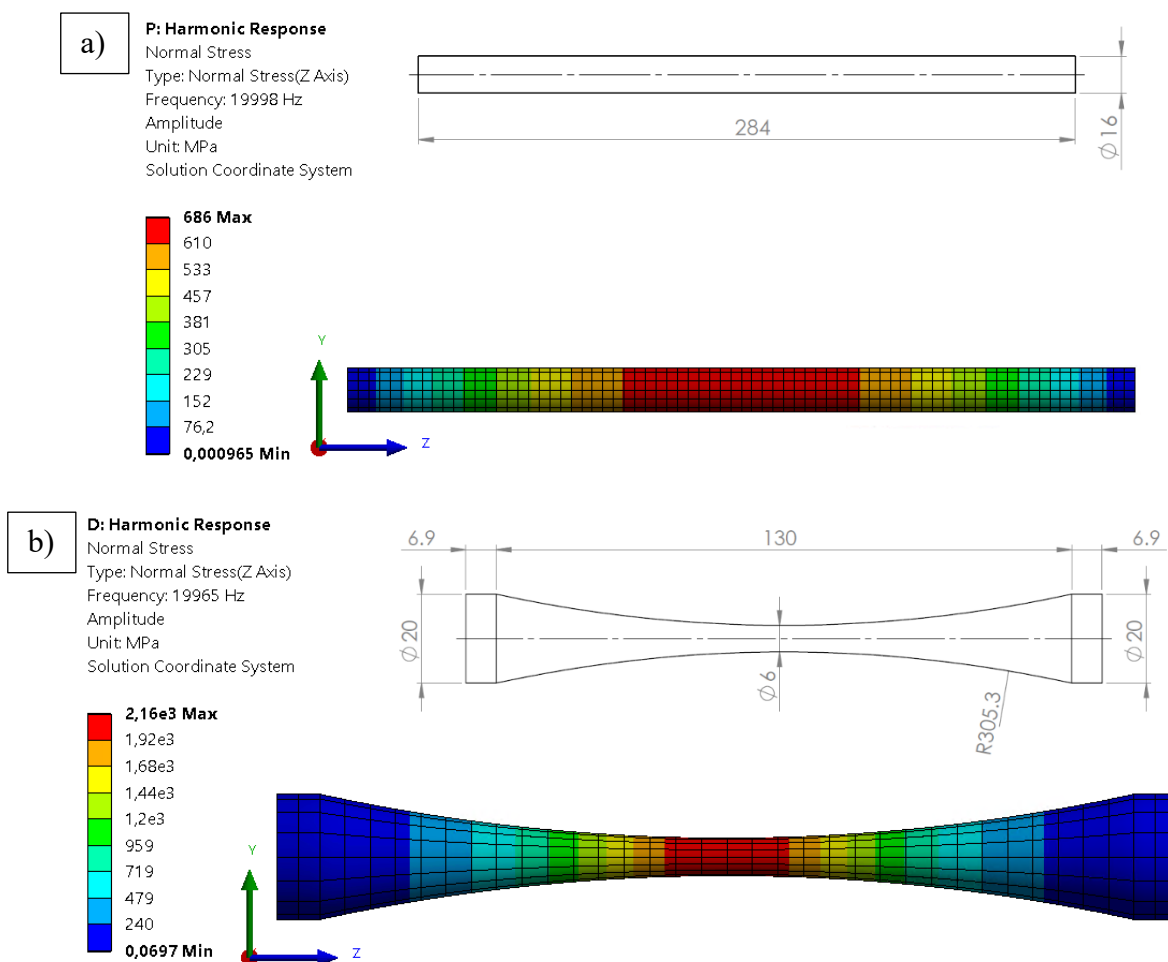 a)
P: Harmonic Response
Normal Stress
Type: Normal Stress(Z Axis)
Frequency: 19998 Hz
Amplitude
Unit: MPa
Solution Coordinate System
284
Ø16
686 Max
610
533
457
381
305
229
152
76,2
0,000965 Min
Y
Z
b)
D: Harmonic Response
Normal Stress
Type: Normal Stress(Z Axis)
Frequency: 19965 Hz
Amplitude
Unit: MPa
Solution Coordinate System
6.9
130
6.9
Ø20
Ø6
Ø20
R305.3
2,16e3 Max
1,92e3
1,68e3
1,44e3
1,2e3
959
719
479
240
0,0697 Min
Y
Z